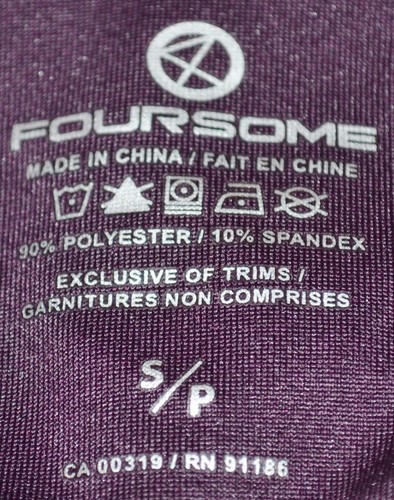 FOURSOME
MADE IN CHINA / FAIT EN CHINE
90% POLYESTER / 10% SPANDEX
EXCLUSIVE OF TRIMS /
GARNITURES NON COMPRISES
S/P
CA 00319 / RN 91186